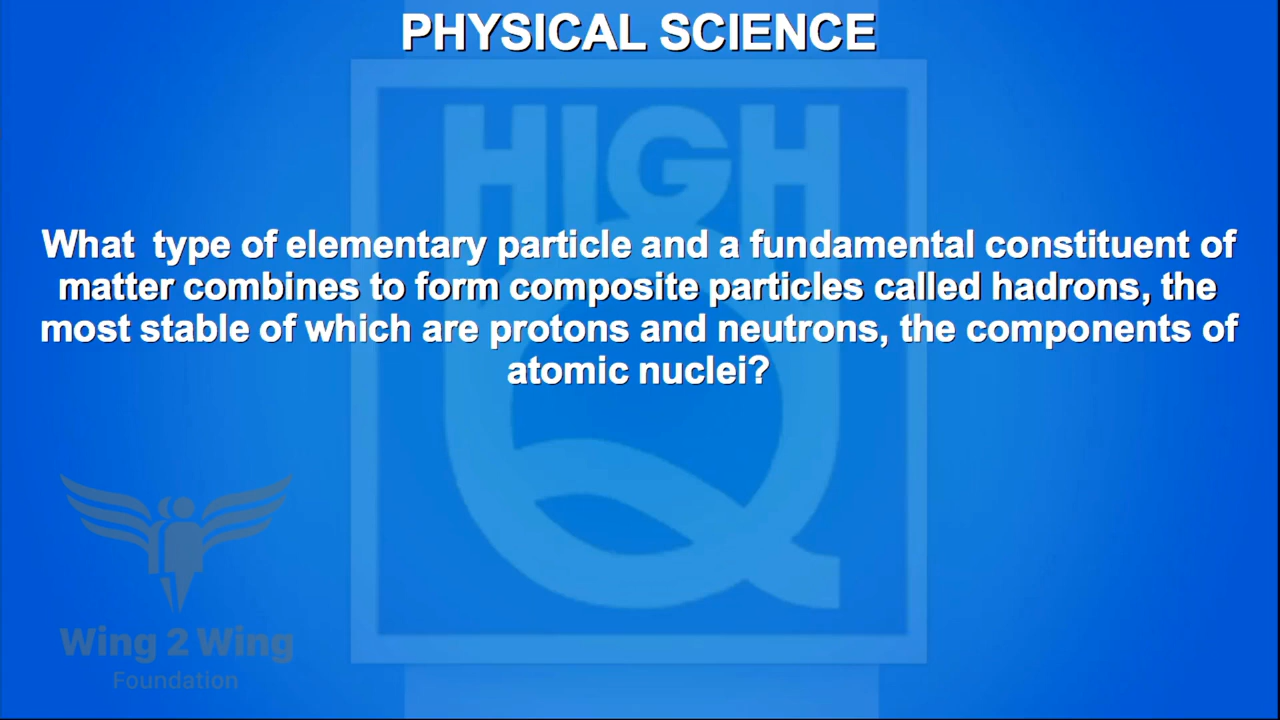 PHYSICAL SCIENCE
HIGH
Q
What  type of elementary particle and a fundamental constituent of
matter combines to form composite particles called hadrons, the
most stable of which are protons and neutrons, the components of
atomic nuclei?
Wing 2 Wing
Foundation